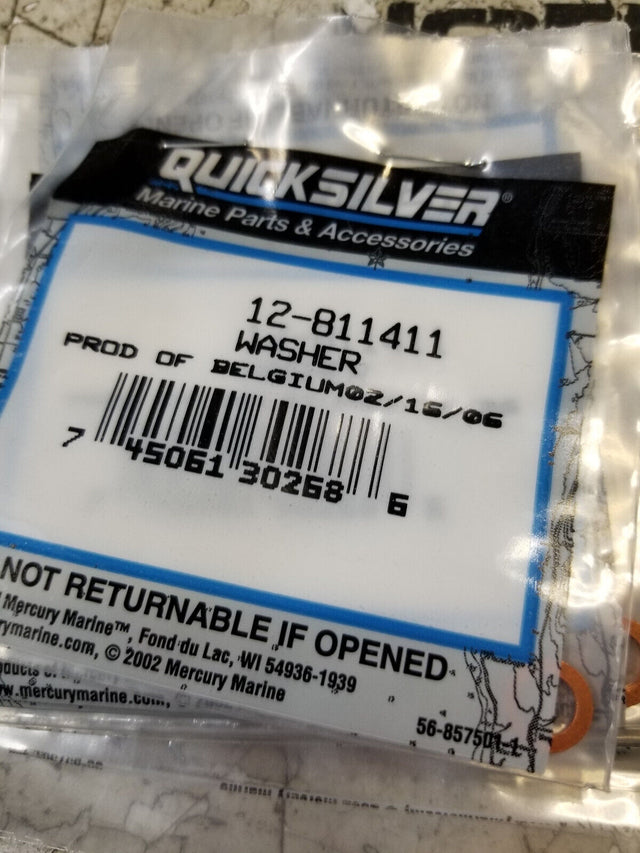 QUICKSILVER®
Marine Parts & Accessories
12-811411
WASHER
PROD OF BELGIUM02/15/06
7 45061 30268 6
NOT RETURNABLE IF OPENED
Mercury Marine™, Fond du Lac, WI 54936-1939
rymarine.com, © 2002 Mercury Marine
w.mercurymarine.com,
56-857501-1